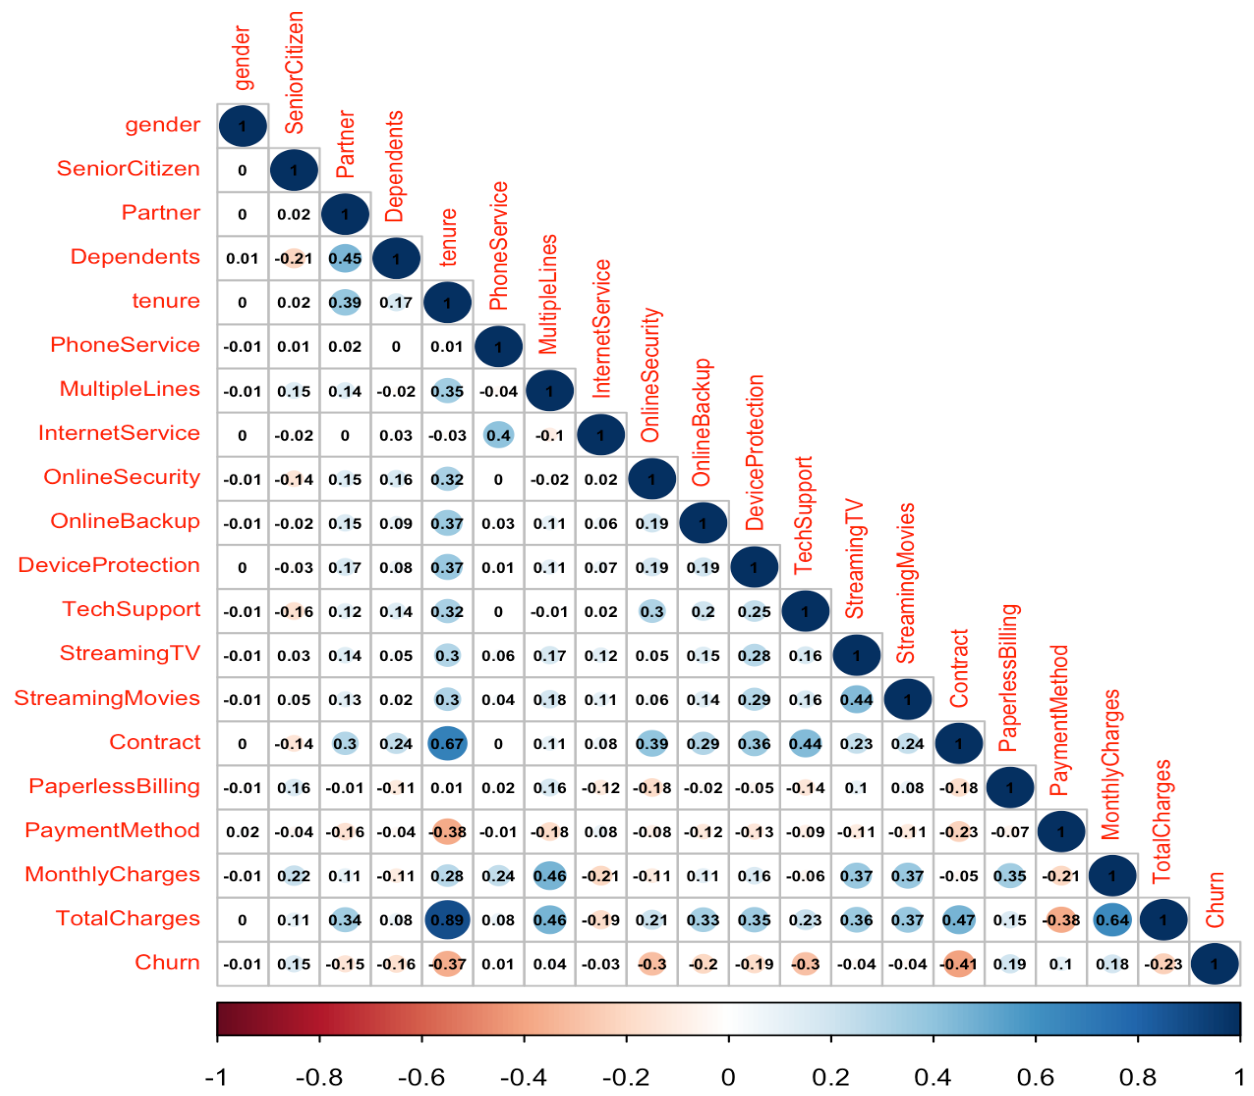 gender
SeniorCitizen
Partner
Dependents
tenure
PhoneService
MultipleLines
InternetService
OnlineSecurity
OnlineBackup
DeviceProtection
TechSupport
StreamingTV
StreamingMovies
Contract
PaperlessBilling
PaymentMethod
MonthlyCharges
TotalCharges
Churn
gender 1
SeniorCitizen 0 1
Partner 0 0.02 1
Dependents 0.01 -0.21 0.45 1
tenure 0 0.02 0.39 0.17 1
PhoneService -0.01 0.01 0.02 0 0.01 1
MultipleLines -0.01 0.15 0.14 -0.02 0.35 -0.04 1
InternetService 0 -0.02 0 0.03 -0.03 0.4 -0.1 1
OnlineSecurity -0.01 -0.14 0.15 0.16 0.32 0 -0.02 0.02 1
OnlineBackup -0.01 -0.02 0.15 0.09 0.37 0.03 0.11 0.06 0.19 1
DeviceProtection 0 -0.03 0.17 0.08 0.37 0.01 0.11 0.07 0.19 0.19 1
TechSupport -0.01 -0.16 0.12 0.14 0.32 0 -0.01 0.02 0.3 0.2 0.25 1
StreamingTV -0.01 0.03 0.14 0.05 0.3 0.06 0.17 0.12 0.05 0.15 0.28 0.16 1
StreamingMovies -0.01 0.05 0.13 0.02 0.3 0.04 0.18 0.11 0.06 0.14 0.29 0.16 0.44 1
Contract 0 -0.14 0.3 0.24 0.67 0 0.11 0.08 0.39 0.29 0.36 0.44 0.23 0.24 1
PaperlessBilling -0.01 0.16 -0.01 -0.11 0.01 0.02 0.16 -0.12 -0.18 -0.02 -0.05 -0.14 0.1 0.08 -0.18 1
PaymentMethod 0.02 -0.04 -0.16 -0.04 -0.38 -0.01 -0.18 0.08 -0.08 -0.12 -0.13 -0.09 -0.11 -0.11 -0.23 -0.07 1
MonthlyCharges -0.01 0.22 0.11 -0.11 0.28 0.24 0.46 -0.21 -0.11 0.11 0.16 -0.06 0.37 0.37 -0.05 0.35 -0.21 1
TotalCharges 0 0.11 0.34 0.08 0.89 0.08 0.46 -0.19 0.21 0.33 0.35 0.23 0.36 0.37 0.47 0.15 -0.38 0.64 1
Churn -0.01 0.15 -0.15 -0.16 -0.37 0.01 0.04 -0.03 -0.3 -0.2 -0.19 -0.3 -0.04 -0.04 -0.41 0.19 0.1 0.18 -0.23 1
-1 -0.8 -0.6 -0.4 -0.2 0 0.2 0.4 0.6 0.8 1